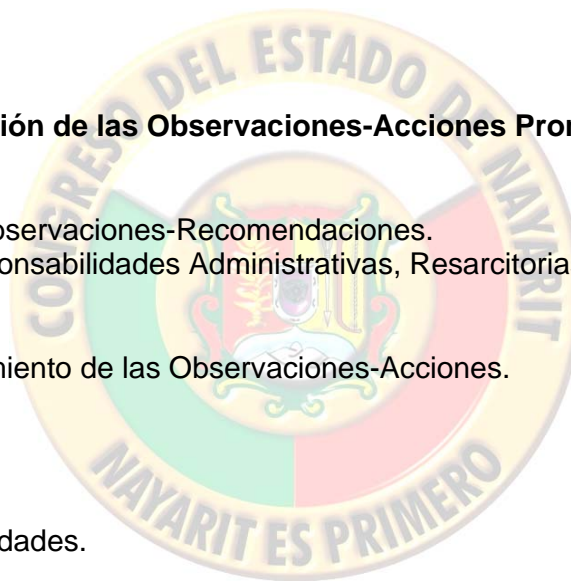 CONGRESO DEL ESTADO DE NAYARIT
ión de las Observaciones-Acciones Pro
bservaciones-Recomendaciones.
onsabilidades Administrativas, Resarcitoria
miento de las Observaciones-Acciones.
NAYARIT ES PRIMERO
dades.